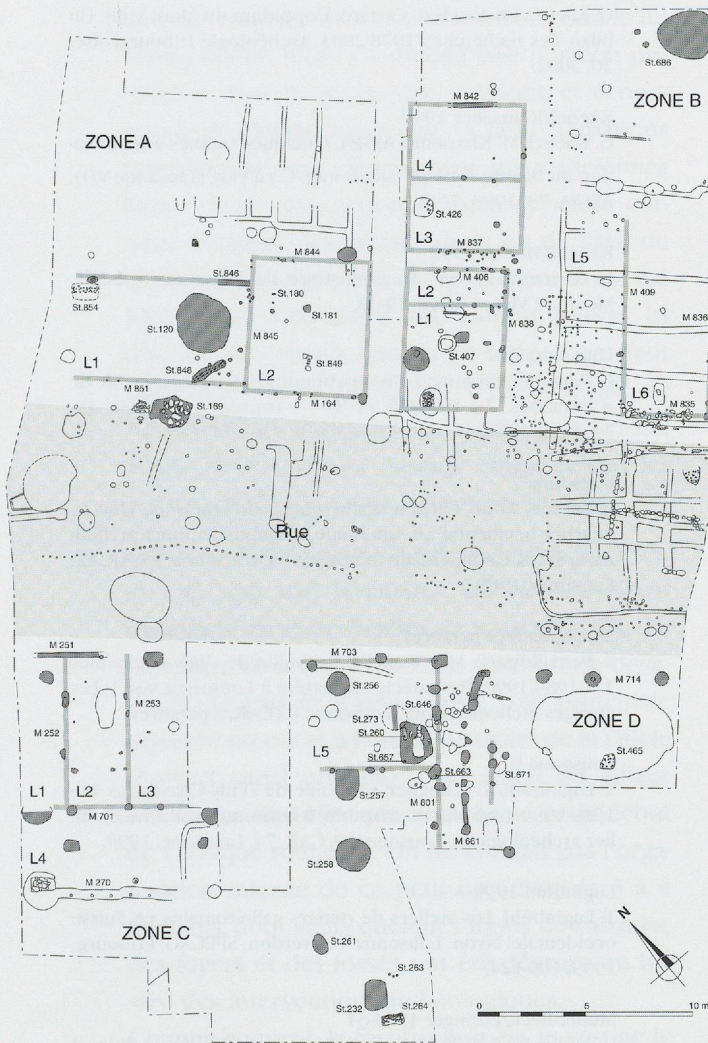 St.686
ZONE B
ZONE A
M 842
L4
St.426
L3
M 837
L5
M 844
St.846
M 406
L2
St.180
St.181
M 409
St.854
St.120
M 845
L1
M 838
M 836
St.407
L1
St.848
St.849
L2
L6
M 835
M 851
St.169
M 164
Rue
M 251
M 703
M 714
St.256
St.646
M 253
St.273
ZONE D
M 252
St.260
St.465
St.657
L5
St.663
St.671
L1
L2
L3
St.257
M 801
M 701
M 661
L4
St.258
M 270
ZONE C
N
St.261
St.263
St.232
St.264
0 5 10 m